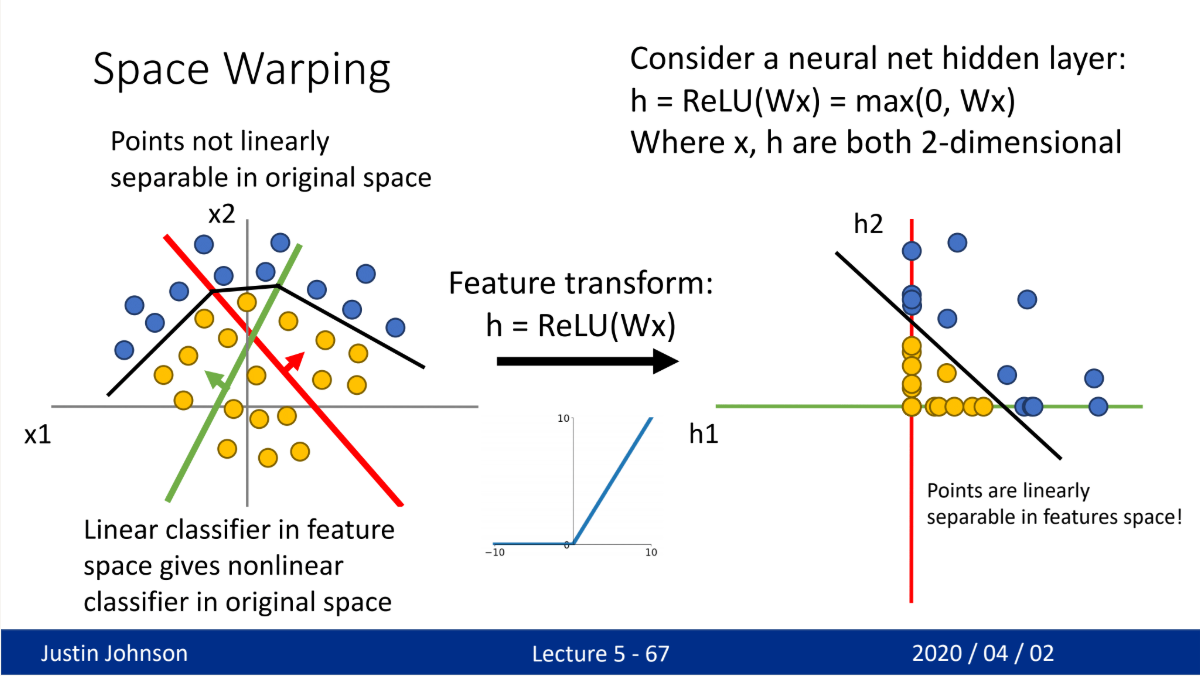 Space Warping
Consider a neural net hidden layer:
h = ReLU(Wx) = max(0, Wx)
Where x, h are both 2-dimensional
Points not linearly
separable in original space
x2
x1
Feature transform:
h = ReLU(Wx)
10
0
−10
10
h2
h1
Points are linearly
separable in features space!
Linear classifier in feature
space gives nonlinear
classifier in original space
Justin Johnson
Lecture 5 - 67
2020 / 04 / 02